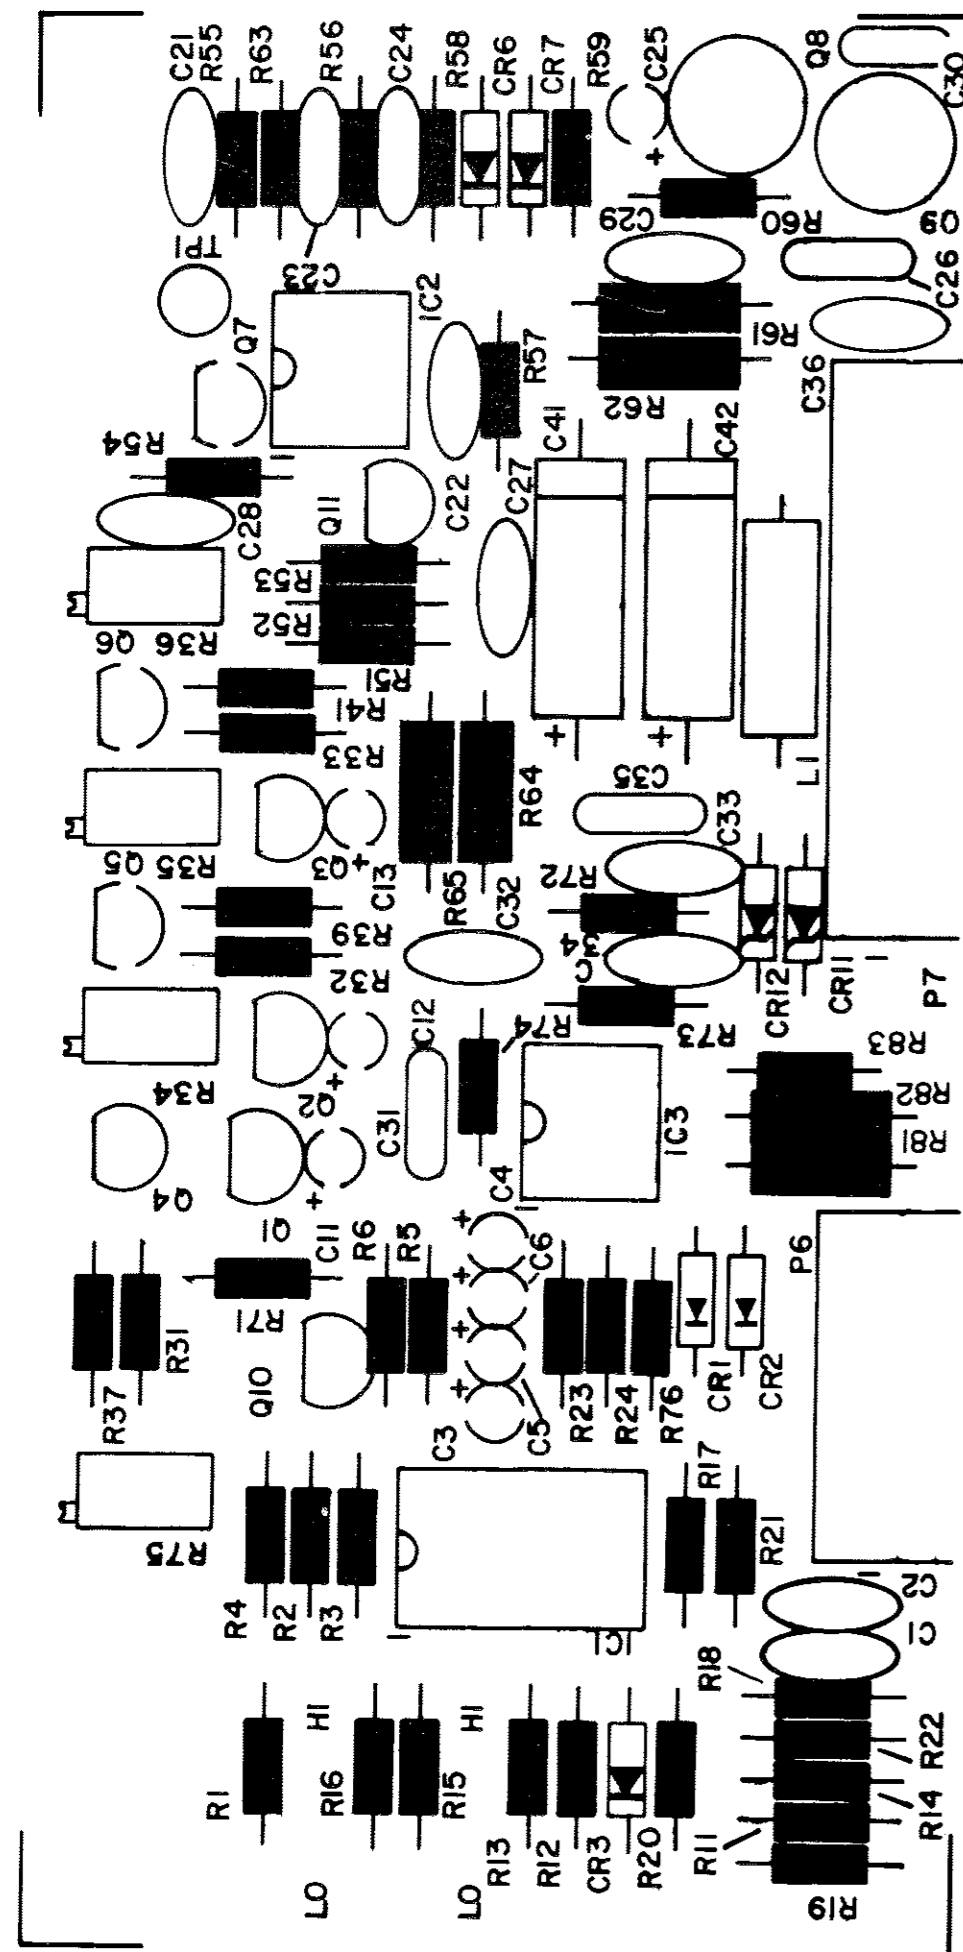 C21
R55
R63
R56
C24
R58
CR6
CR7
R59
C25
Q8
C30
+
TP1
C23
IC2
C29
R60
Q9
C26
Q7
R57
R61
R62
C36
R54
C41
C42
C27
C22
Q11
C28
R53
R52
R51
Q6
R36
R41
R33
+
+
R64
C35
L1
C33
Q5
R35
Q3
+
C13
R65
C32
R72
R39
R32
C34
CR12
CR11
P7
C12
R74
R73
R83
R82
R81
R34
Q2
+
C31
IC3
C4
Q4
Q1
+
C11
R6
R5
+
+
+
+
C6
P6
R71
R31
R37
Q10
C3
C5
R23
R24
R76
CR1
CR2
R17
R21
R75
R4
R2
R3
IC1
C2
C1
R18
R1
HI
R16
R15
HI
R22
R14
R13
R12
CR3
R20
R11
LO
LO
R19